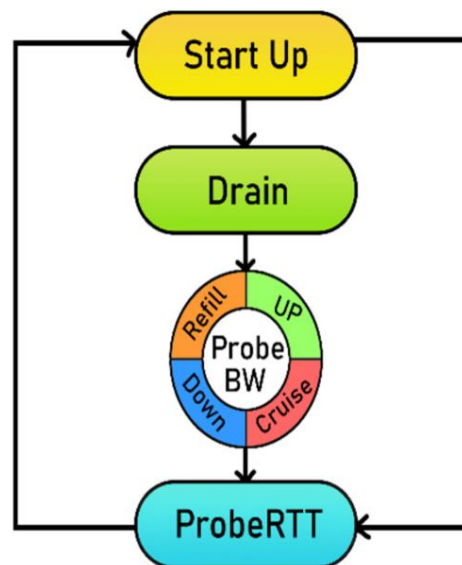 Start Up
Drain
Refill
UP
Probe
BW
Down
Cruise
ProbeRTT